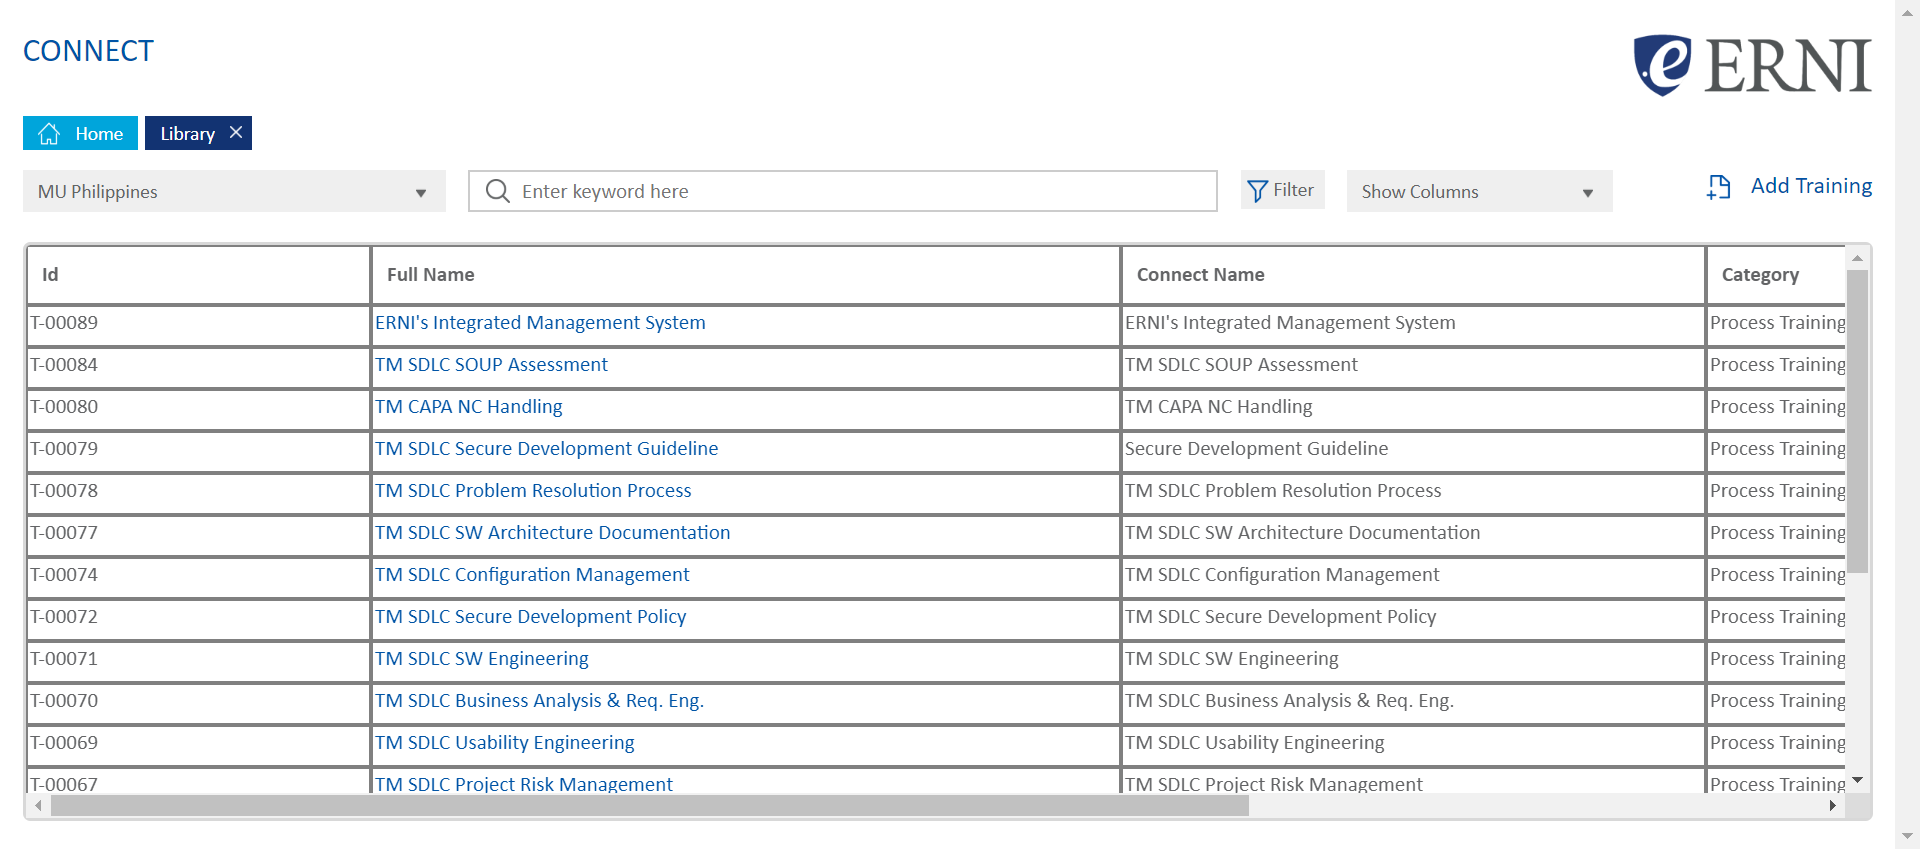 CONNECT
e ERNI
Home
Library
MU Philippines
Enter keyword here
Filter
Show Columns
Add Training
Id Full Name Connect Name Category
T-00089 ERNI's Integrated Management System ERNI's Integrated Management System Process Training
T-00084 TM SDLC SOUP Assessment TM SDLC SOUP Assessment Process Training
T-00080 TM CAPA NC Handling TM CAPA NC Handling Process Training
T-00079 TM SDLC Secure Development Guideline Secure Development Guideline Process Training
T-00078 TM SDLC Problem Resolution Process TM SDLC Problem Resolution Process Process Training
T-00077 TM SDLC SW Architecture Documentation TM SDLC SW Architecture Documentation Process Training
T-00074 TM SDLC Configuration Management TM SDLC Configuration Management Process Training
T-00072 TM SDLC Secure Development Policy TM SDLC Secure Development Policy Process Training
T-00071 TM SDLC SW Engineering TM SDLC SW Engineering Process Training
T-00070 TM SDLC Business Analysis & Req. Eng. TM SDLC Business Analysis & Req. Eng. Process Training
T-00069 TM SDLC Usability Engineering TM SDLC Usability Engineering Process Training
T-00067 TM SDLC Project Risk Management TM SDLC Project Risk Management Process Training